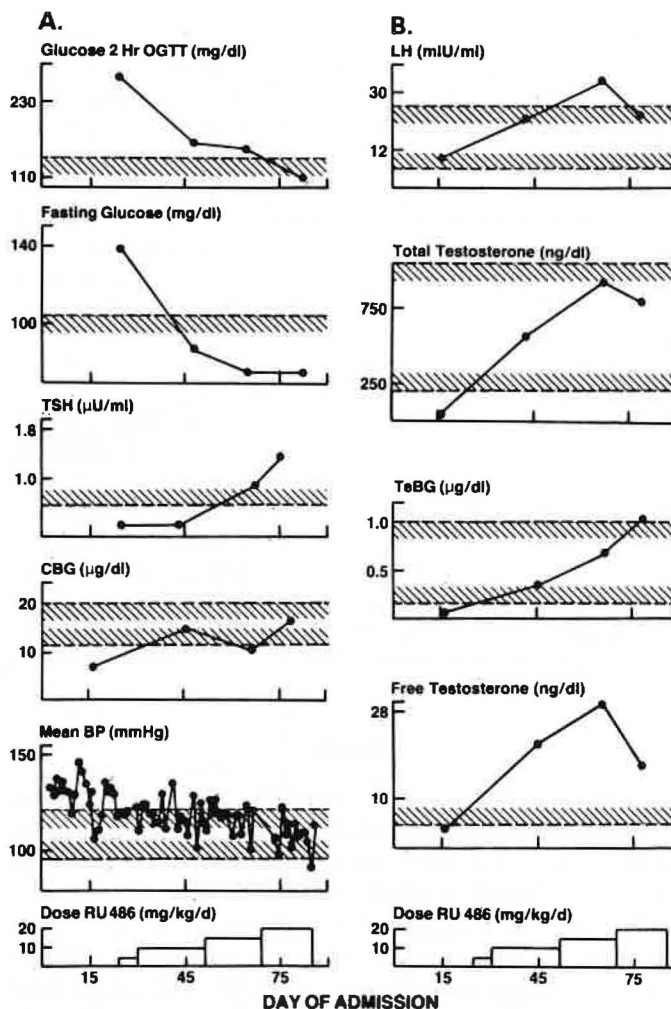 A.
Glucose 2 Hr OGTT (mg/dl)
230
110
Fasting Glucose (mg/dl)
140
100
TSH (μU/ml)
1.8
1.0
CBG (μg/dl)
20
10
Mean BP (mmHg)
150
100
Dose RU 486 (mg/kg/d)
20
10
15 45 75
B.
LH (mIU/ml)
30
12
Total Testosterone (ng/dl)
750
250
TeBG (μg/dl)
1.0
0.5
Free Testosterone (ng/dl)
28
10
Dose RU 486 (mg/kg/d)
20
10
15 45 75
DAY OF ADMISSION